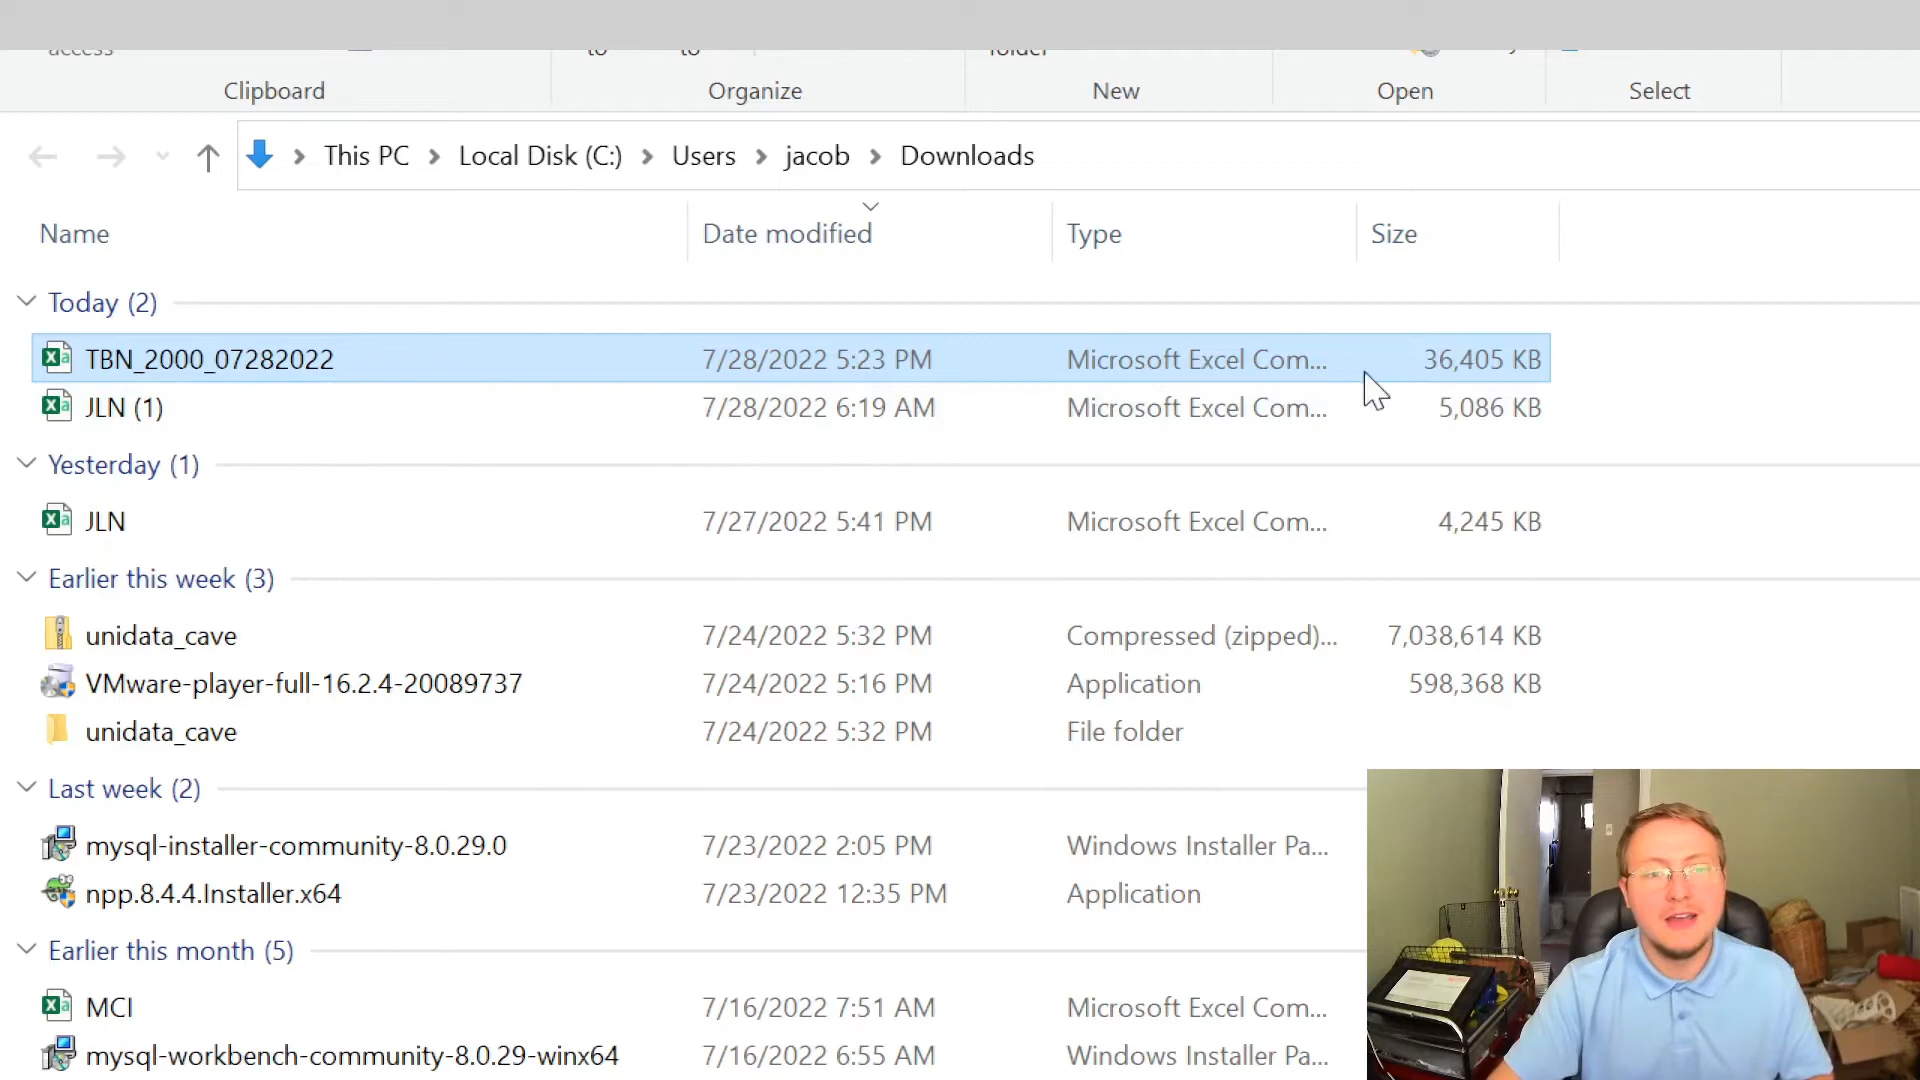 access to to folder
Clipboard Organize New Open Select
This PC Local Disk (C:) Users jacob Downloads
Name Date modified Type Size
Today (2)
TBN_2000_07282022 7/28/2022 5:23 PM Microsoft Excel Com... 36,405 KB
JLN (1) 7/28/2022 6:19 AM Microsoft Excel Com... 5,086 KB
Yesterday (1)
JLN 7/27/2022 5:41 PM Microsoft Excel Com... 4,245 KB
Earlier this week (3)
unidata_cave 7/24/2022 5:32 PM Compressed (zipped)... 7,038,614 KB
VMware-player-full-16.2.4-20089737 7/24/2022 5:16 PM Application 598,368 KB
unidata_cave 7/24/2022 5:32 PM File folder
Last week (2)
mysql-installer-community-8.0.29.0 7/23/2022 2:05 PM Windows Installer Pa...
npp.8.4.4.Installer.x64 7/23/2022 12:35 PM Application
Earlier this month (5)
MCI 7/16/2022 7:51 AM Microsoft Excel Com...
mysql-workbench-community-8.0.29-winx64 7/16/2022 6:55 AM Windows Installer Pa...